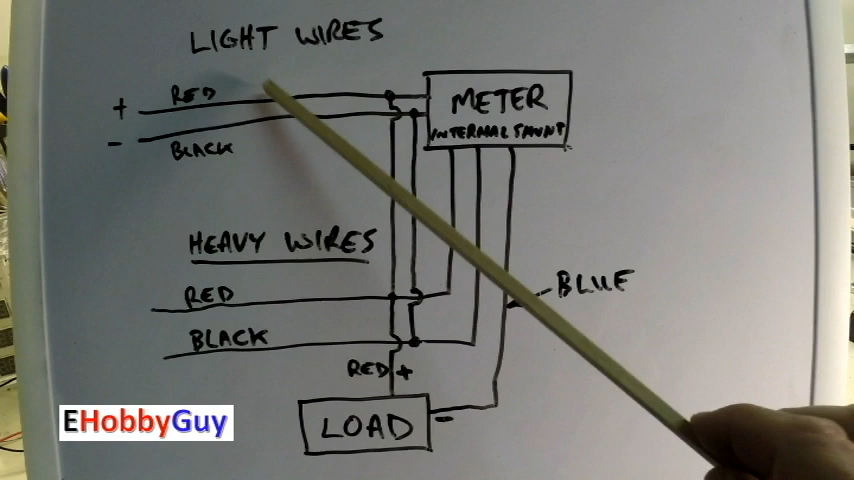 LIGHT WIRES
+ RED
- BLACK
METER
INTERNAL SHUNT
HEAVY WIRES
RED
BLACK
BLUE
RED +
LOAD -
EHobbyGuy